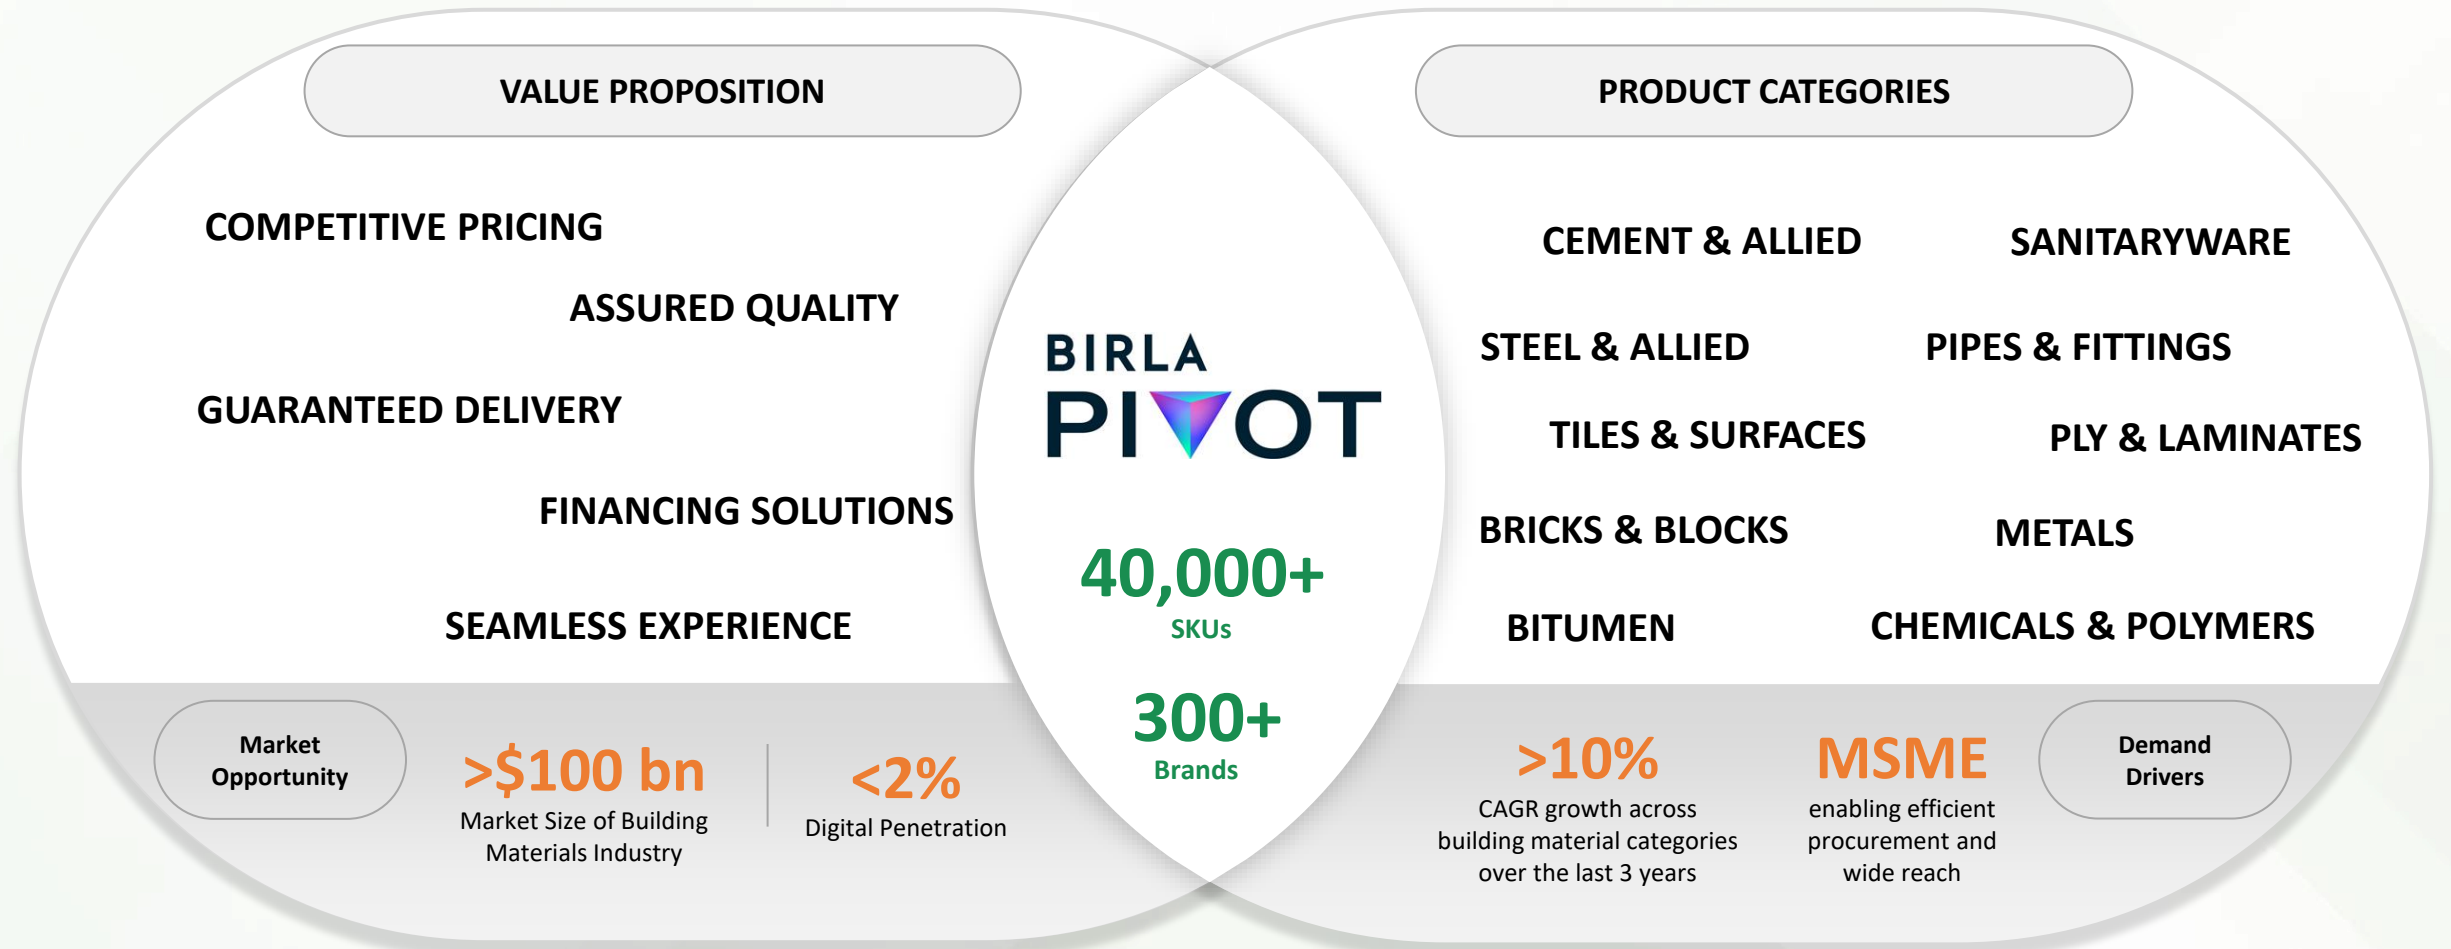 VALUE PROPOSITION
COMPETITIVE PRICING
ASSURED QUALITY
GUARANTEED DELIVERY
FINANCING SOLUTIONS
SEAMLESS EXPERIENCE
Market
Opportunity
>$100 bn
Market Size of Building
Materials Industry
<2%
Digital Penetration
BIRLA
PIVOT
40,000+
SKUs
300+
Brands
PRODUCT CATEGORIES
CEMENT & ALLIED
SANITARYWARE
STEEL & ALLIED
PIPES & FITTINGS
TILES & SURFACES
PLY & LAMINATES
BRICKS & BLOCKS
METALS
BITUMEN
CHEMICALS & POLYMERS
>10%
CAGR growth across
building material categories
over the last 3 years
MSME
enabling efficient
procurement and
wide reach
Demand
Drivers